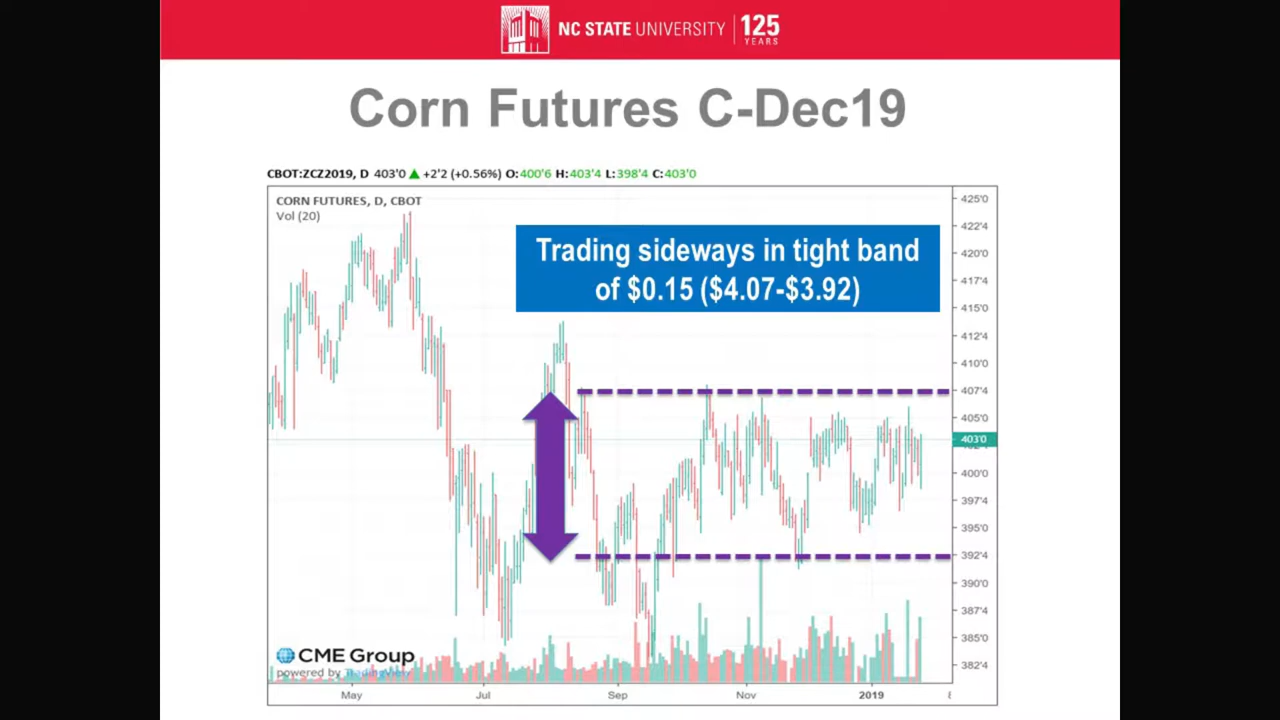 NC STATE UNIVERSITY 125 YEARS
Corn Futures C-Dec19
CBOT:ZCZ2019, D 403'0 ▲ +2'2 (+0.56%) O:400'6 H:403'4 L:398'4 C:403'0
CORN FUTURES, D, CBOT
Vol (20)
Trading sideways in tight band
of $0.15 ($4.07-$3.92)
425'0
422'4
420'0
417'4
415'0
412'4
410'0
407'4
405'0
403'0
400'0
397'4
395'0
392'4
390'0
387'4
385'0
382'4
CME Group
powered by TradingView
May Jul Sep Nov 2019